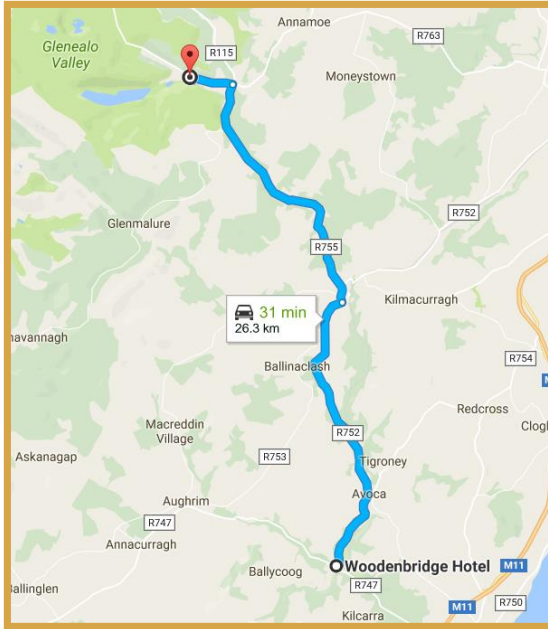 Annamoe
Glenealo
Valley
R115
R763
Moneystown
R752
Glenmalure
R755
31 min
26.3 km
Kilmacurragh
navannagh
R754
Ballinaclash
M
Redcross
Macreddin
Village
R752
Clogh
Askanagap
R753
Tigroney
Avoca
Aughrim
R747
Annacurragh
Woodenbridge Hotel
M11
Ballycoog
R747
Ballinglen
M11
R750
Kilcarra